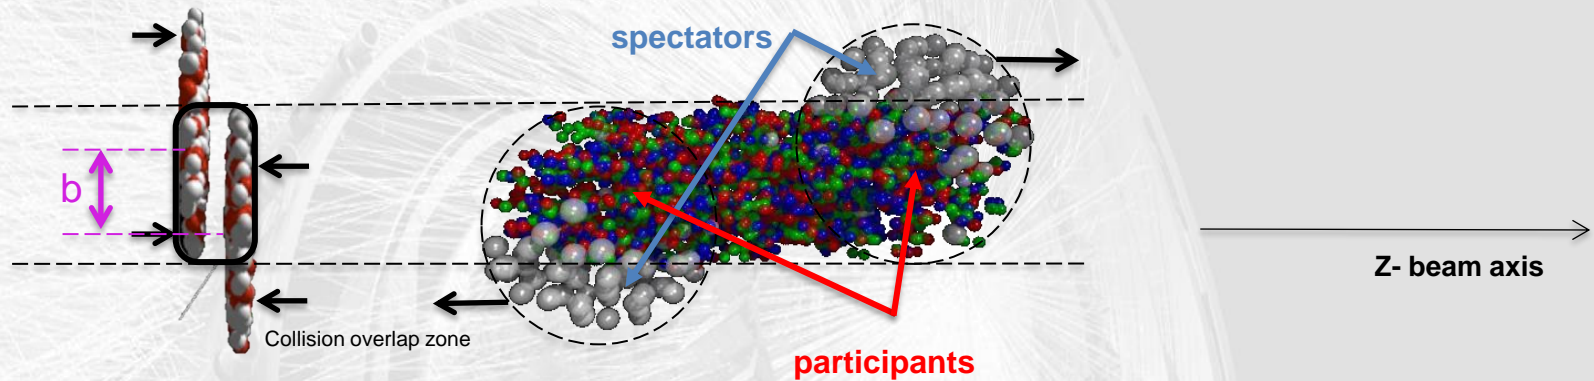 spectators
b
Z- beam axis
Collision overlap zone
participants